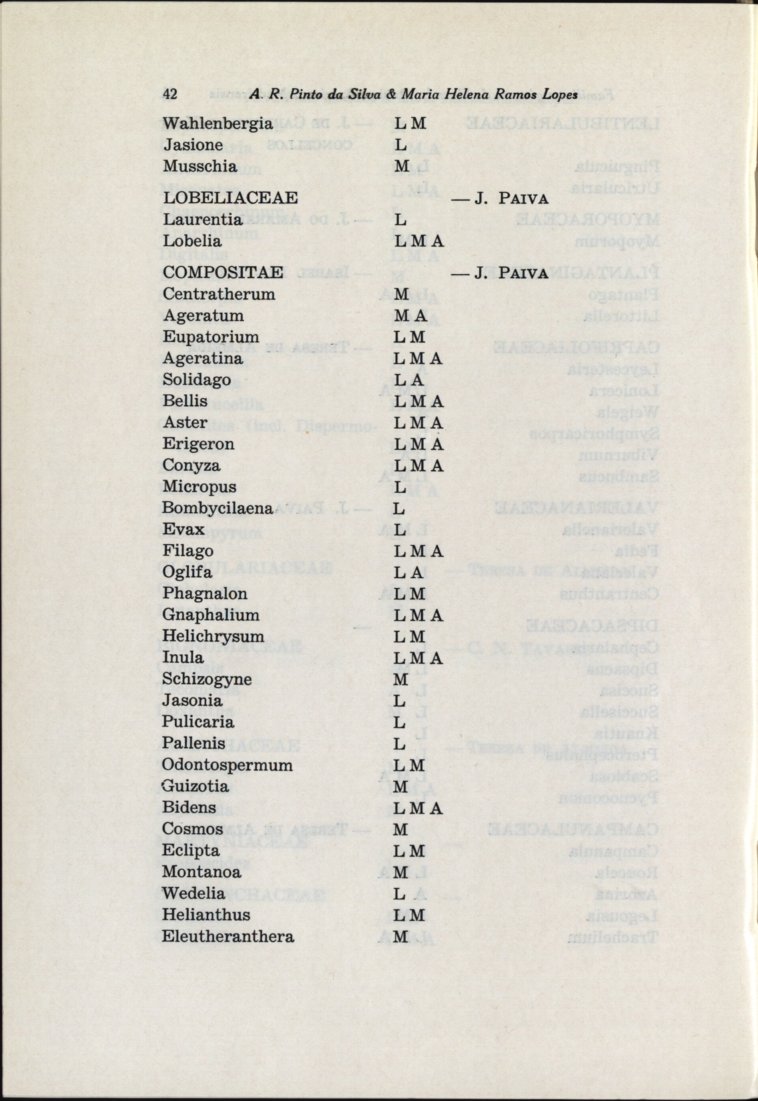 42 A. R. Pinto da Silva & Maria Helena Ramos Lopes
Wahlenbergia L M
Jasione L
Musschia M
LOBELIACEAE — J. PAIVA
Laurentia L
Lobelia L M A
COMPOSITAE — J. PAIVA
Centratherum M
Ageratum M A
Eupatorium L M
Ageratina L M A
Solidago L A
Bellis L M A
Aster L M A
Erigeron L M A
Conyza L M A
Micropus L
Bombycilaena L
Evax L
Filago L M A
Oglifa L A
Phagnalon L M
Gnaphalium L M A
Helichrysum L M
Inula L M A
Schizogyne M
Jasonia L
Pulicaria L
Pallenis L
Odontospermum L M
Guizotia M
Bidens L M A
Cosmos M
Eclipta L M
Montanoa M
Wedelia L
Helianthus L M
Eleutheranthera M